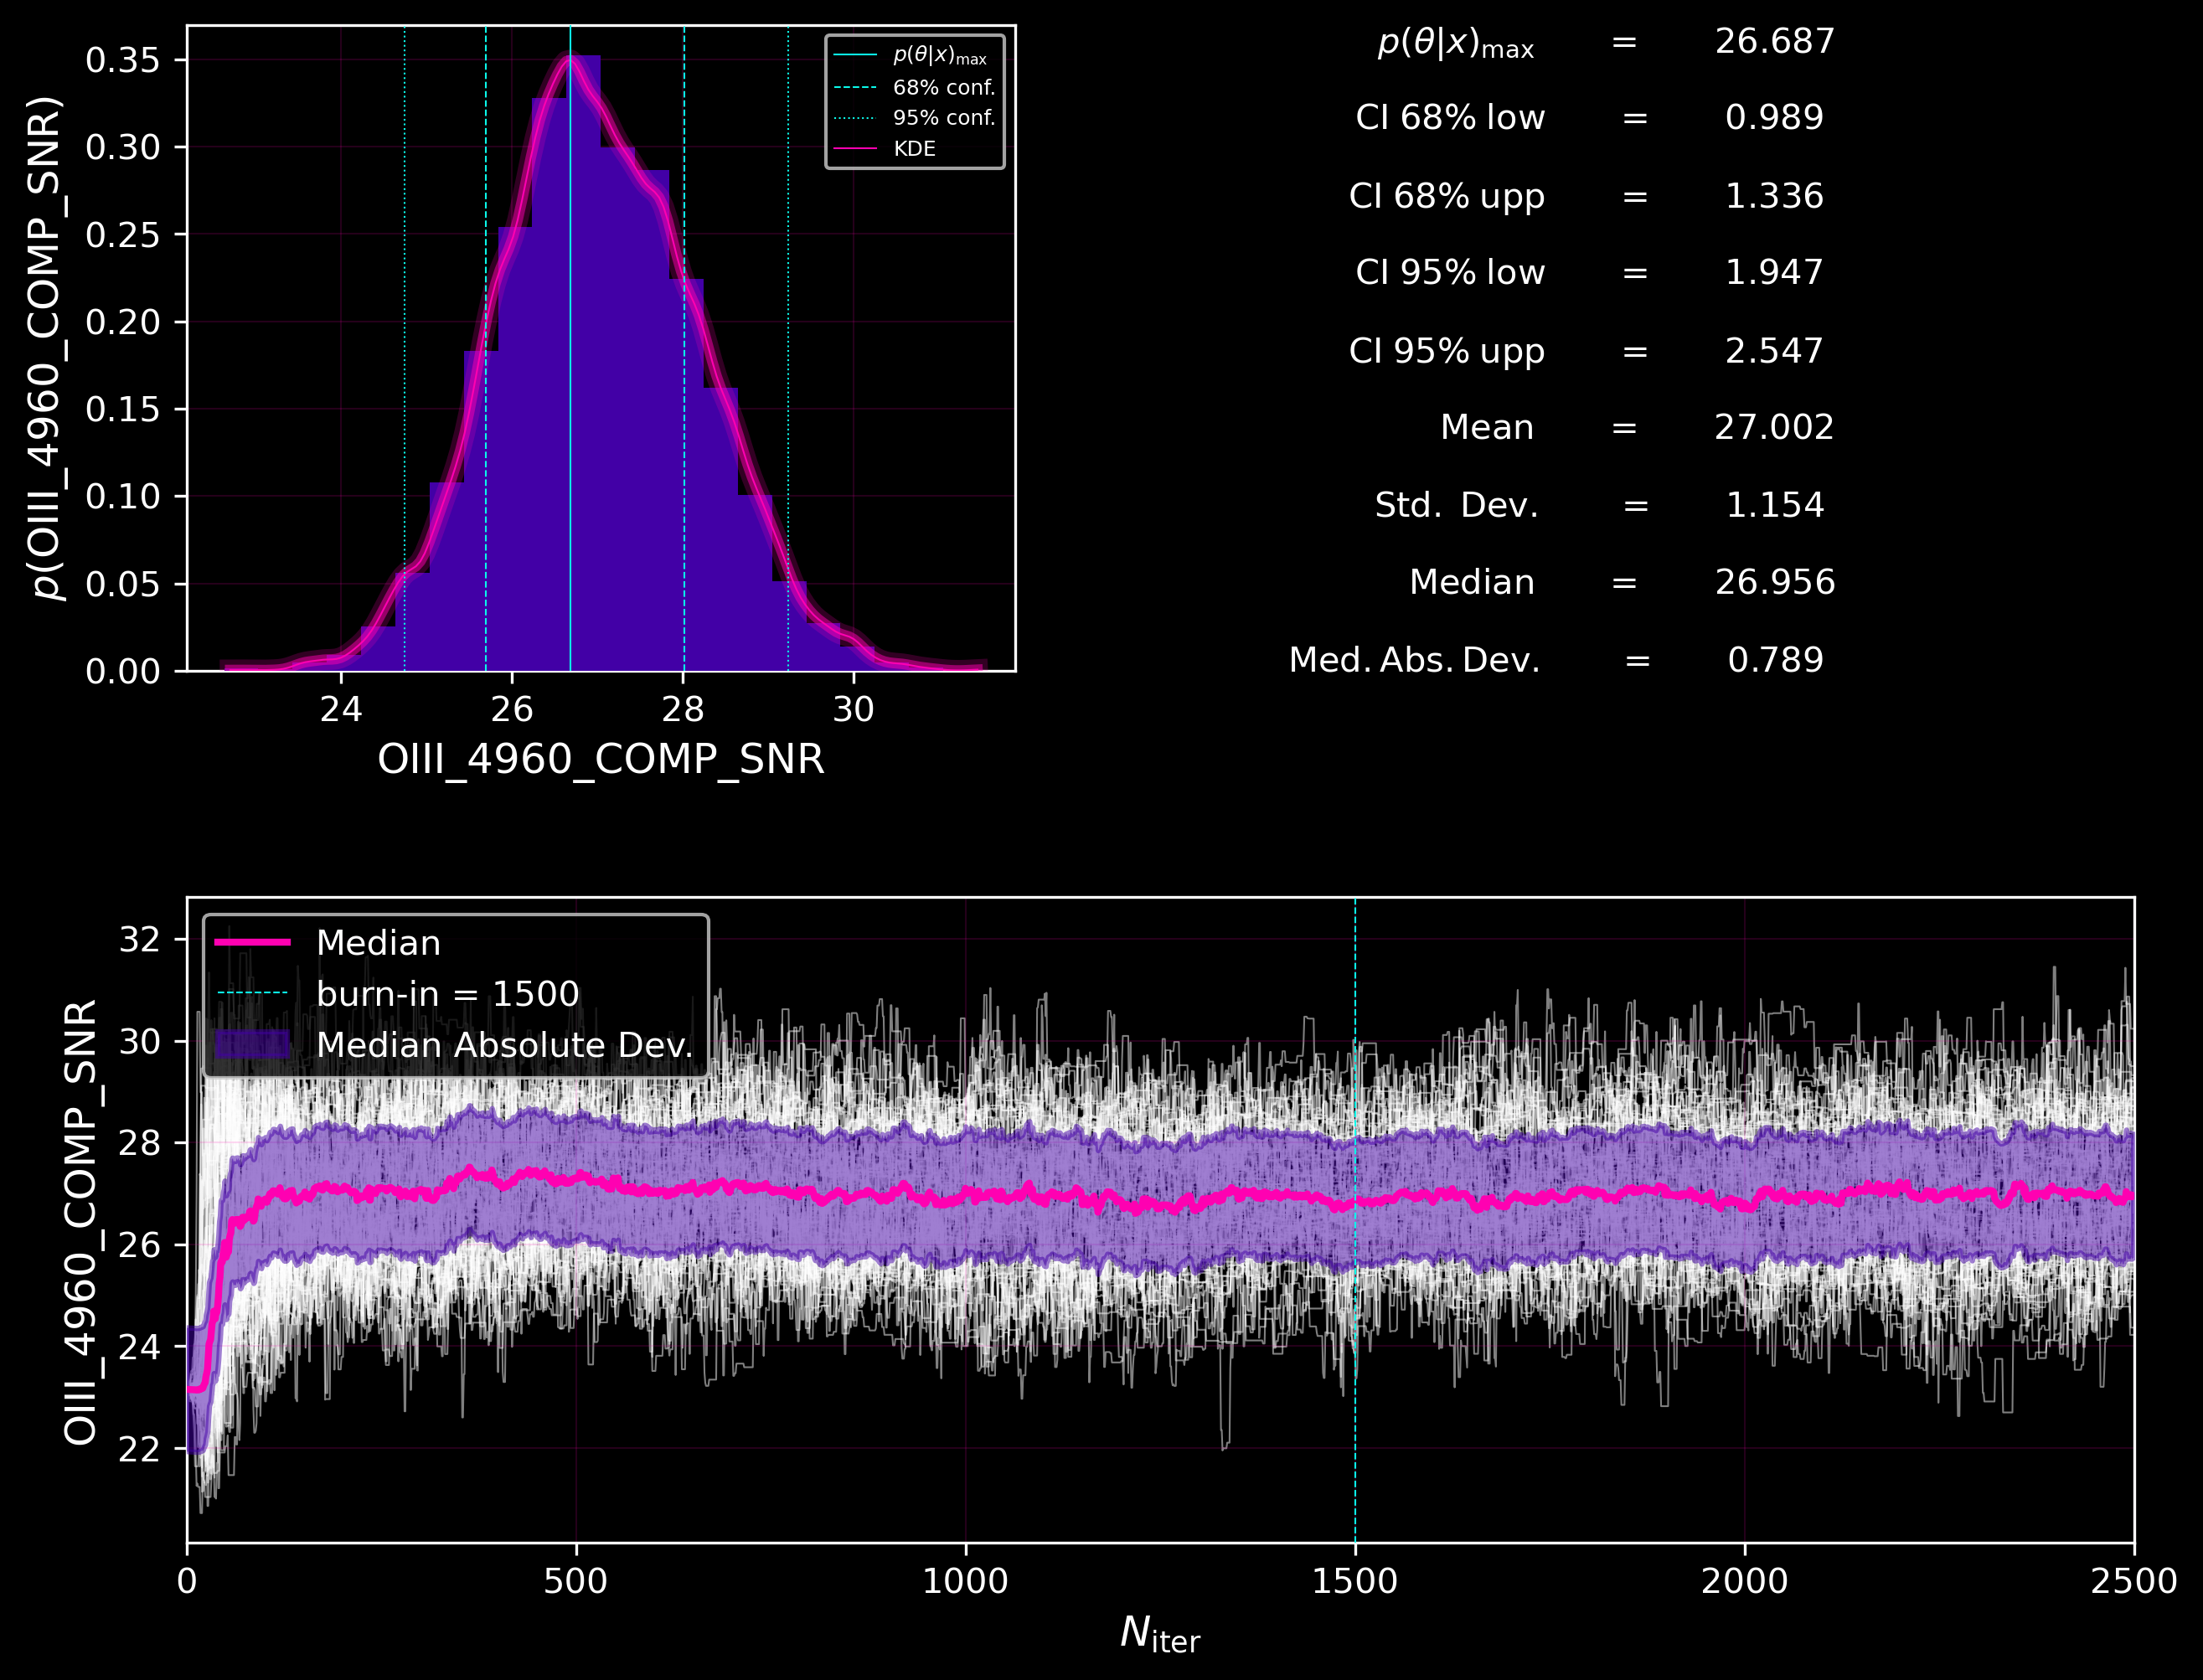 0.35
0.30
0.25
0.20
0.15
0.10
0.05
0.00
p(OIII_4960_COMP_SNR)
24 26 28 30
OIII_4960_COMP_SNR
p(θ|x)max
68% conf.
95% conf.
KDE
p(θ|x)max = 26.687
CI 68% low = 0.989
CI 68% upp = 1.336
CI 95% low = 1.947
CI 95% upp = 2.547
Mean = 27.002
Std. Dev. = 1.154
Median = 26.956
Med. Abs. Dev. = 0.789
32
30
28
26
24
22
OIII_4960_COMP_SNR
Median
burn-in = 1500
Median Absolute Dev.
0 500 1000 1500 2000 2500
Niter